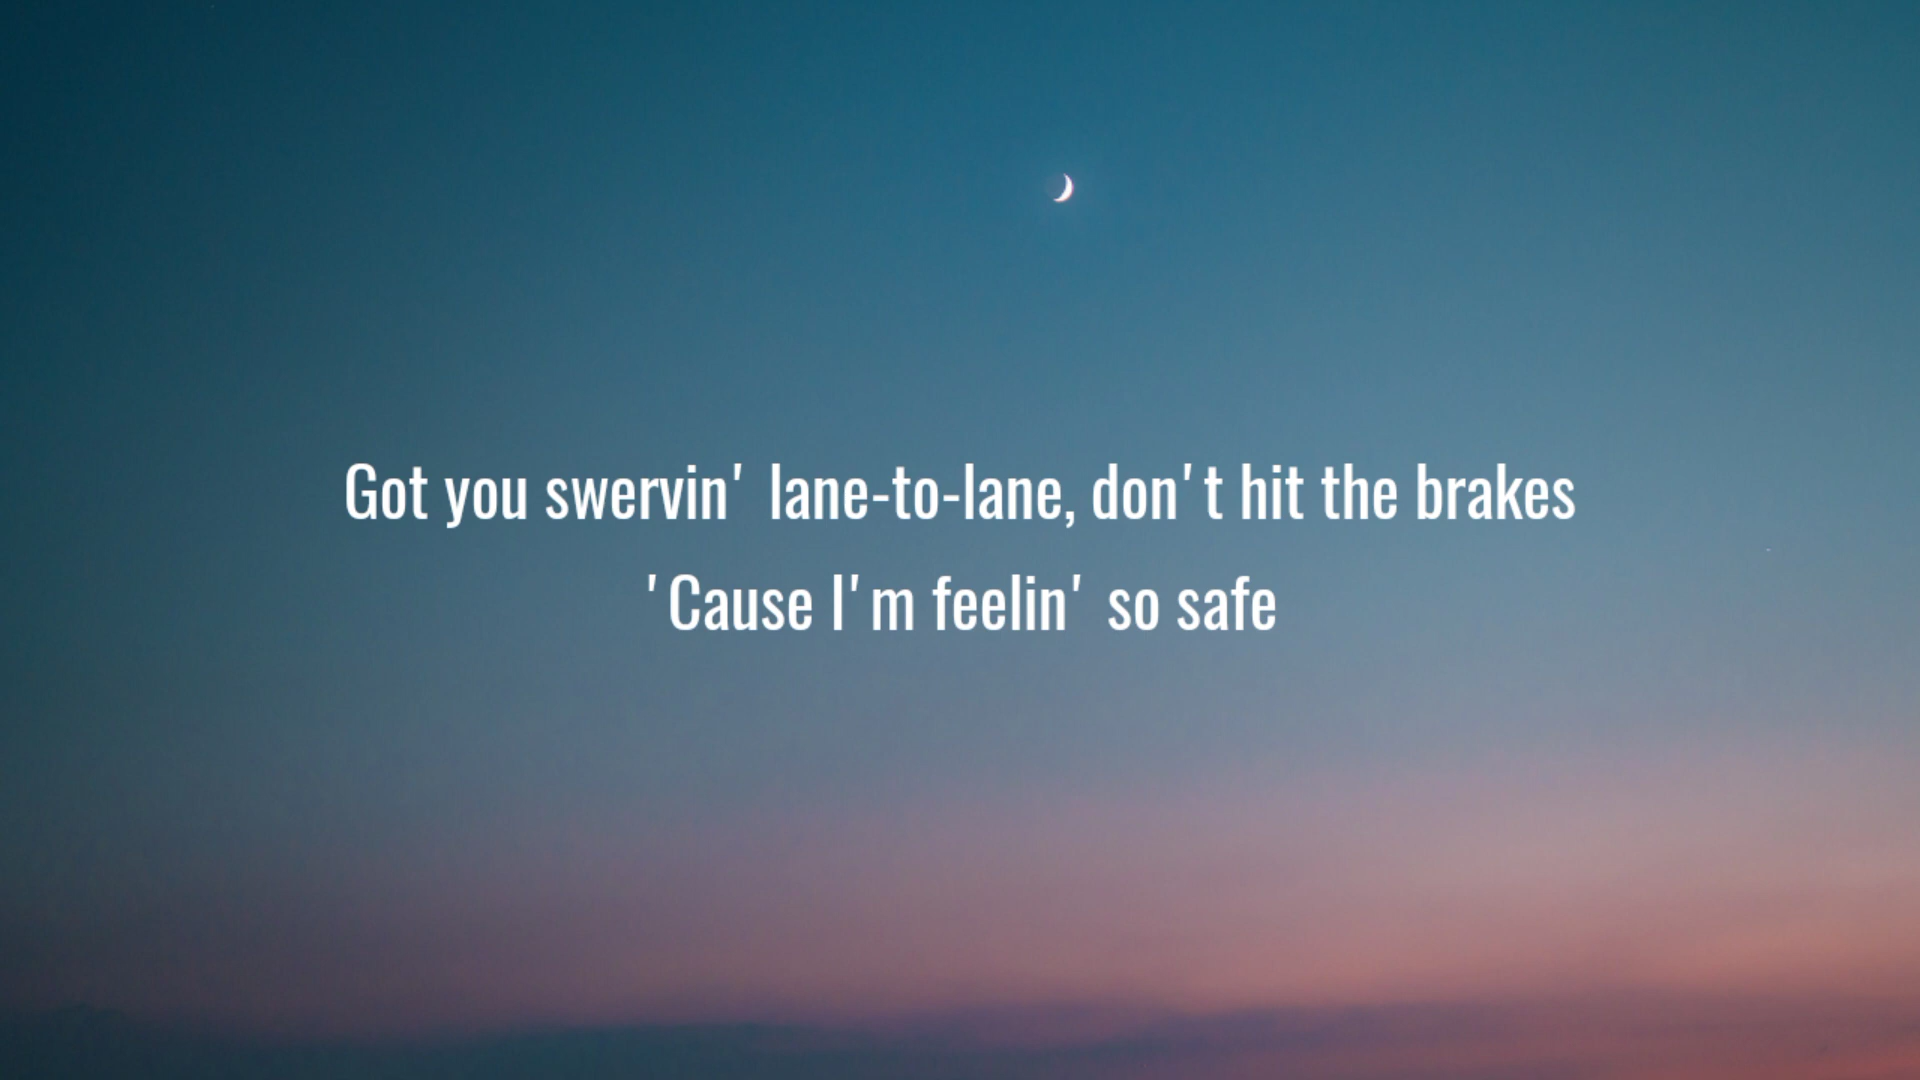 Got you swervin' lane-to-lane, don't hit the brakes
'Cause I'm feelin' so safe